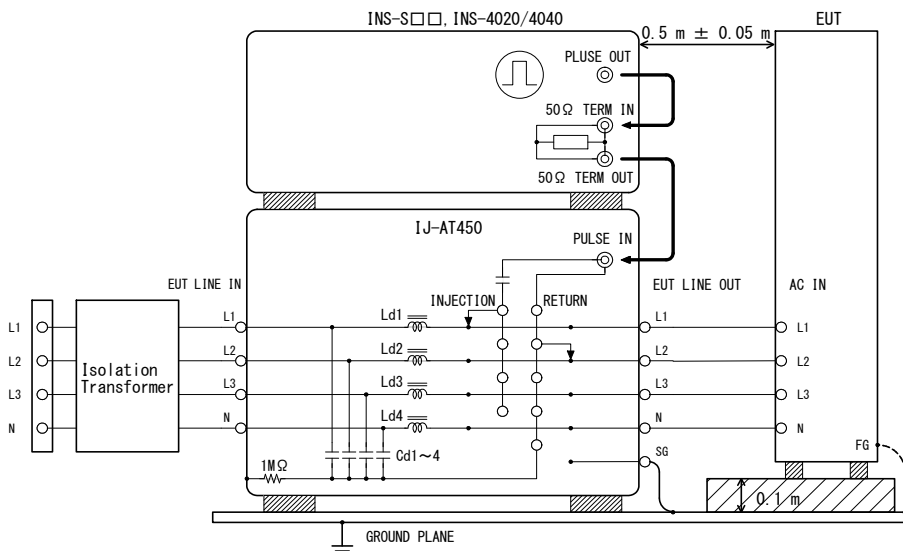 INS-S□□, INS-4020/4040
EUT
0.5 m ± 0.05 m
PLUSE OUT
50Ω TERM IN
50Ω TERM OUT
IJ-AT450
PULSE IN
EUT LINE IN
INJECTION
RETURN
EUT LINE OUT
AC IN
L1
L1
Ld1
L1
L1
L2
L2
Ld2
L2
L2
Isolation
Transformer
L3
L3
Ld3
L3
L3
N
N
Ld4
N
N
FG
SG
Cd1~4
1MΩ
0.1 m
GROUND PLANE